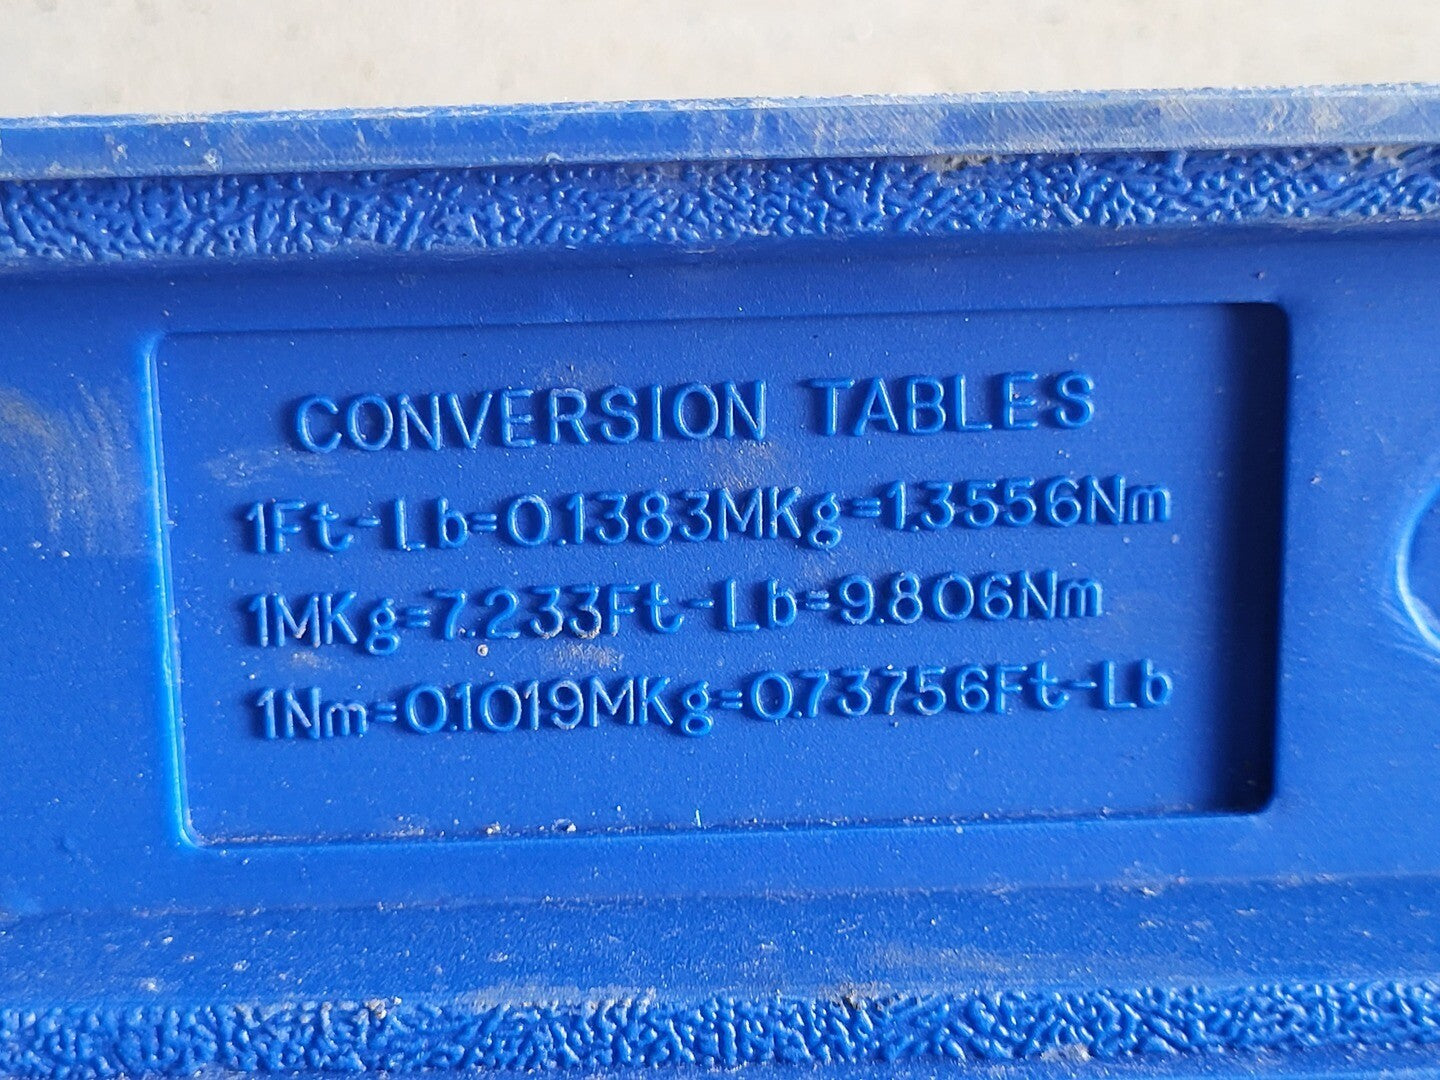 CONVERSION TABLES
1Ft-Lb=0.1383MKg=1.3556Nm
1MKg=7.233Ft-Lb=9.806Nm
1Nm=0.1019MKg=0.73756Ft-Lb